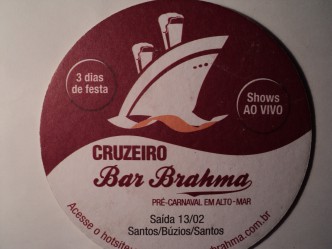 3 dias
de festa
Shows
AO VIVO
CRUZEIRO
Bar Brahma
PRÉ-CARNAVAL EM ALTO-MAR
Saída 13/02
Santos/Búzios/Santos
Acesse o hotsite brahma.com.br